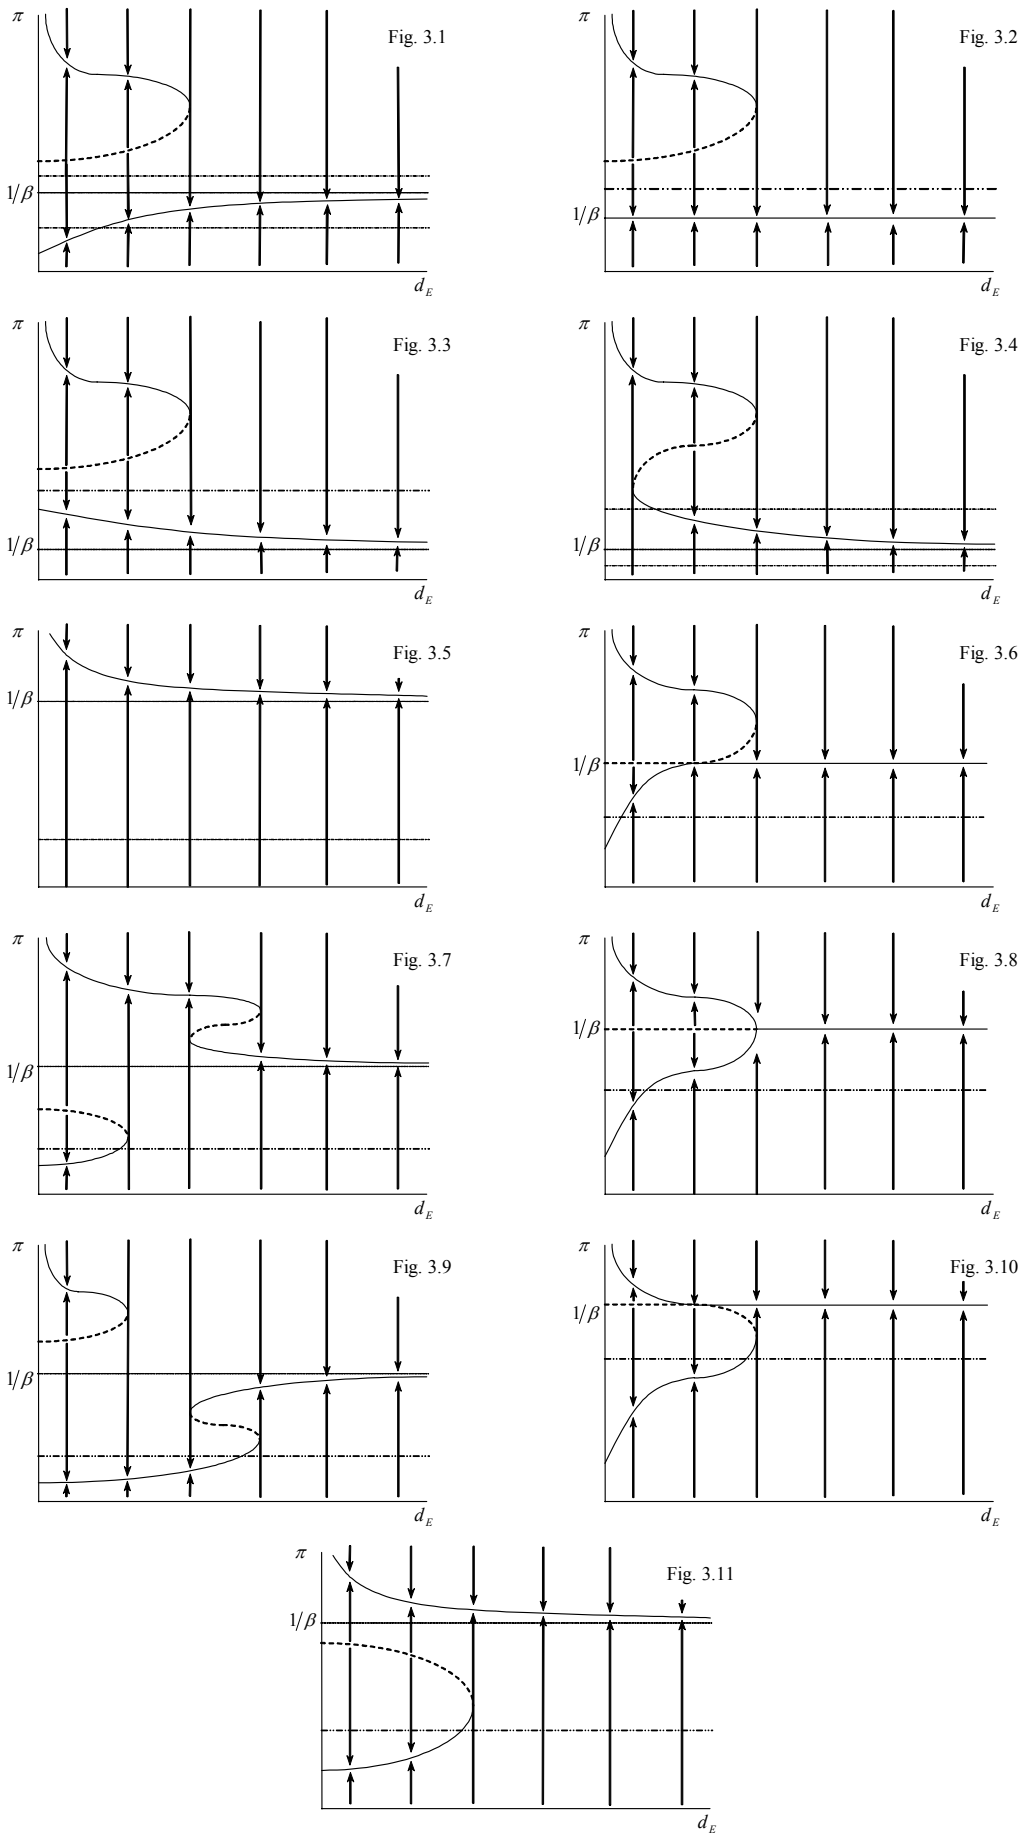 π
Fig. 3.1
1/β
d_E
π
Fig. 3.2
1/β
d_E
π
Fig. 3.3
1/β
d_E
π
Fig. 3.4
1/β
d_E
π
Fig. 3.5
1/β
d_E
π
Fig. 3.6
1/β
d_E
π
Fig. 3.7
1/β
d_E
π
Fig. 3.8
1/β
d_E
π
Fig. 3.9
1/β
d_E
π
Fig. 3.10
1/β
d_E
π
Fig. 3.11
1/β
d_E